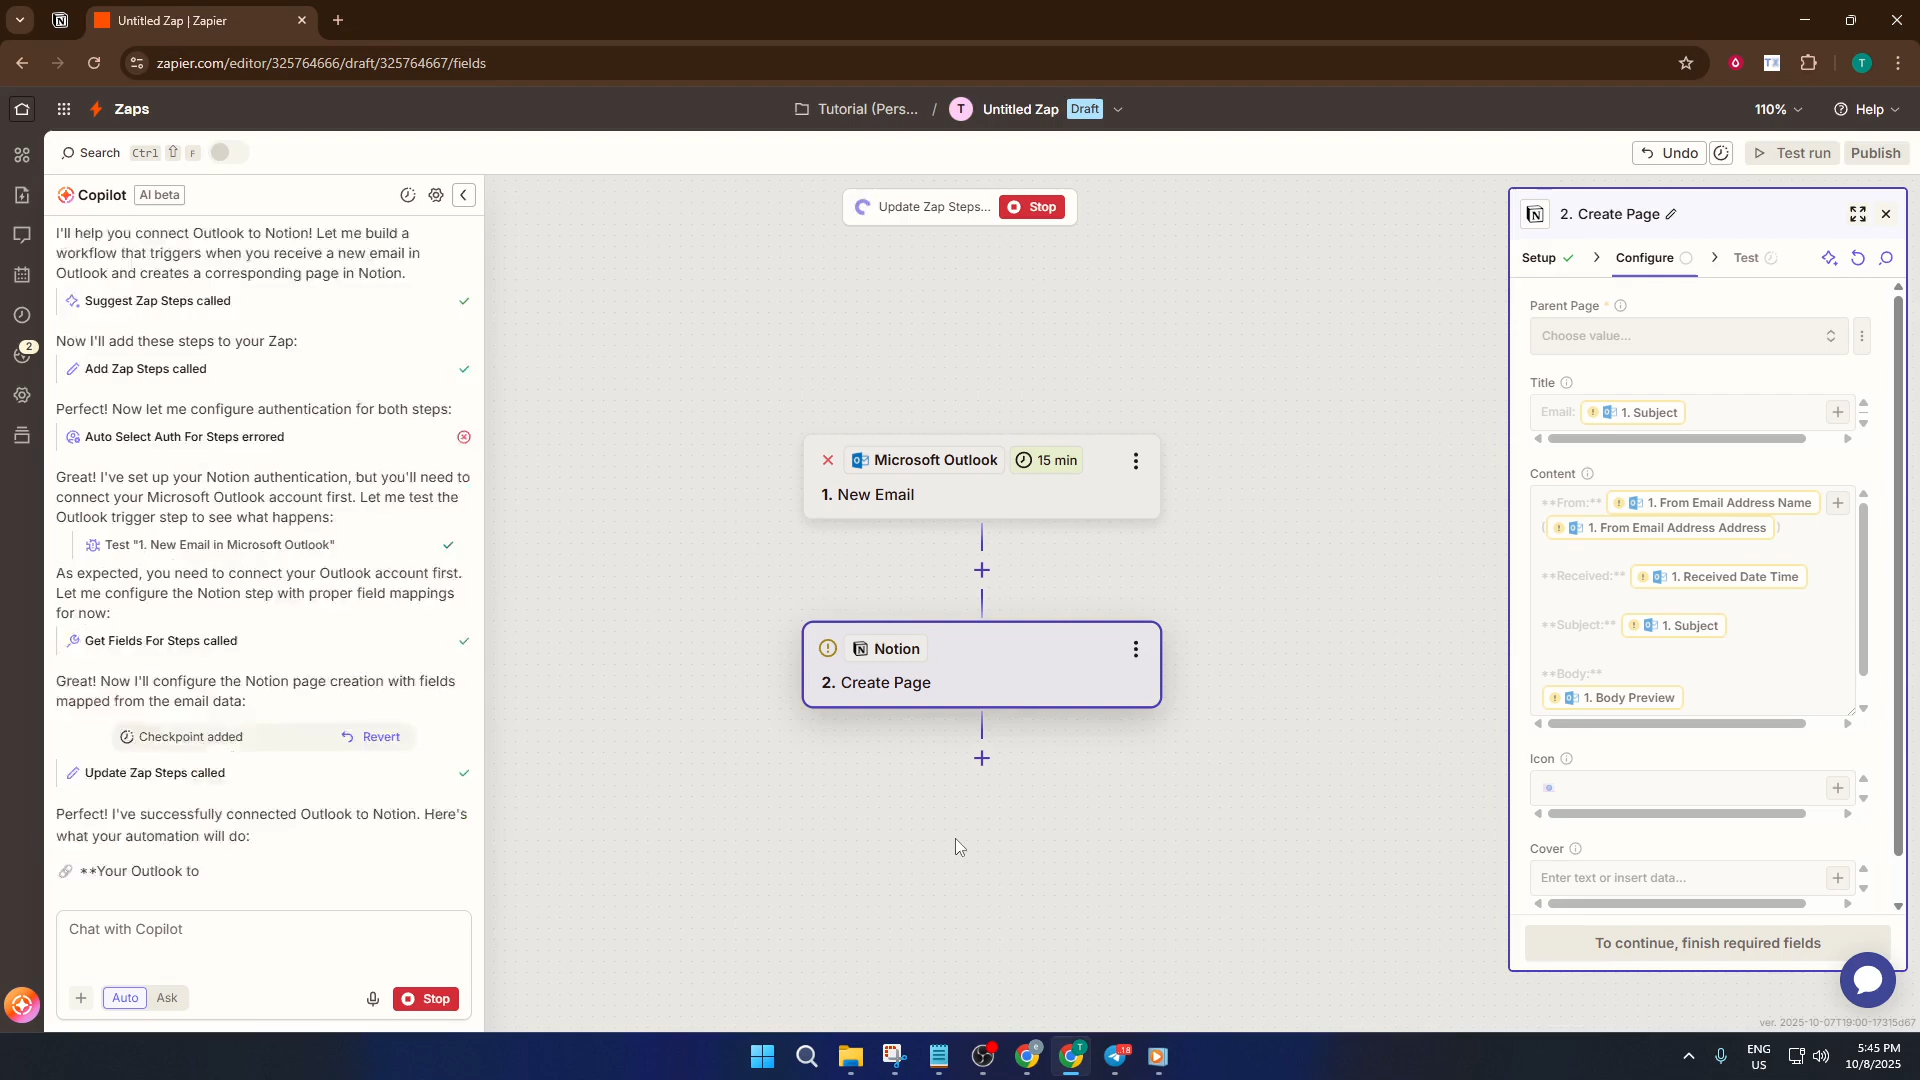 Untitled Zap | Zapier
zapier.com/editor/325764666/draft/325764667/fields
T
Zaps
Tutorial (Pers... / T Untitled Zap Draft
110% Help
Search Ctrl F
Undo Test run Publish
2
Copilot AI beta
I'll help you connect Outlook to Notion! Let me build a
workflow that triggers when you receive a new email in
Outlook and creates a corresponding page in Notion.
Suggest Zap Steps called
Now I'll add these steps to your Zap:
Add Zap Steps called
Perfect! Now let me configure authentication for both steps:
Auto Select Auth For Steps errored
Great! I've set up your Notion authentication, but you'll need to
connect your Microsoft Outlook account first. Let me test the
Outlook trigger step to see what happens:
Test "1. New Email in Microsoft Outlook"
As expected, you need to connect your Outlook account first.
Let me configure the Notion step with proper field mappings
for now:
Get Fields For Steps called
Great! Now I'll configure the Notion page creation with fields
mapped from the email data:
Checkpoint added Revert
Update Zap Steps called
Perfect! I've successfully connected Outlook to Notion. Here's
what your automation will do:
**Your Outlook to
Chat with Copilot
Auto Ask
Stop
Update Zap Steps... Stop
Microsoft Outlook 15 min
1. New Email
Notion
2. Create Page
2. Create Page
Setup Configure Test
Parent Page *
Choose value...
Title
Email: 1. Subject
Content
**From:** 1. From Email Address Name
( 1. From Email Address Address )
**Received:** 1. Received Date Time
**Subject:** 1. Subject
**Body:**
1. Body Preview
Icon
Cover
Enter text or insert data...
To continue, finish required fields
ver. 2025-10-07T19:00-17315d67
18
ENG
US
5:45 PM
10/8/2025